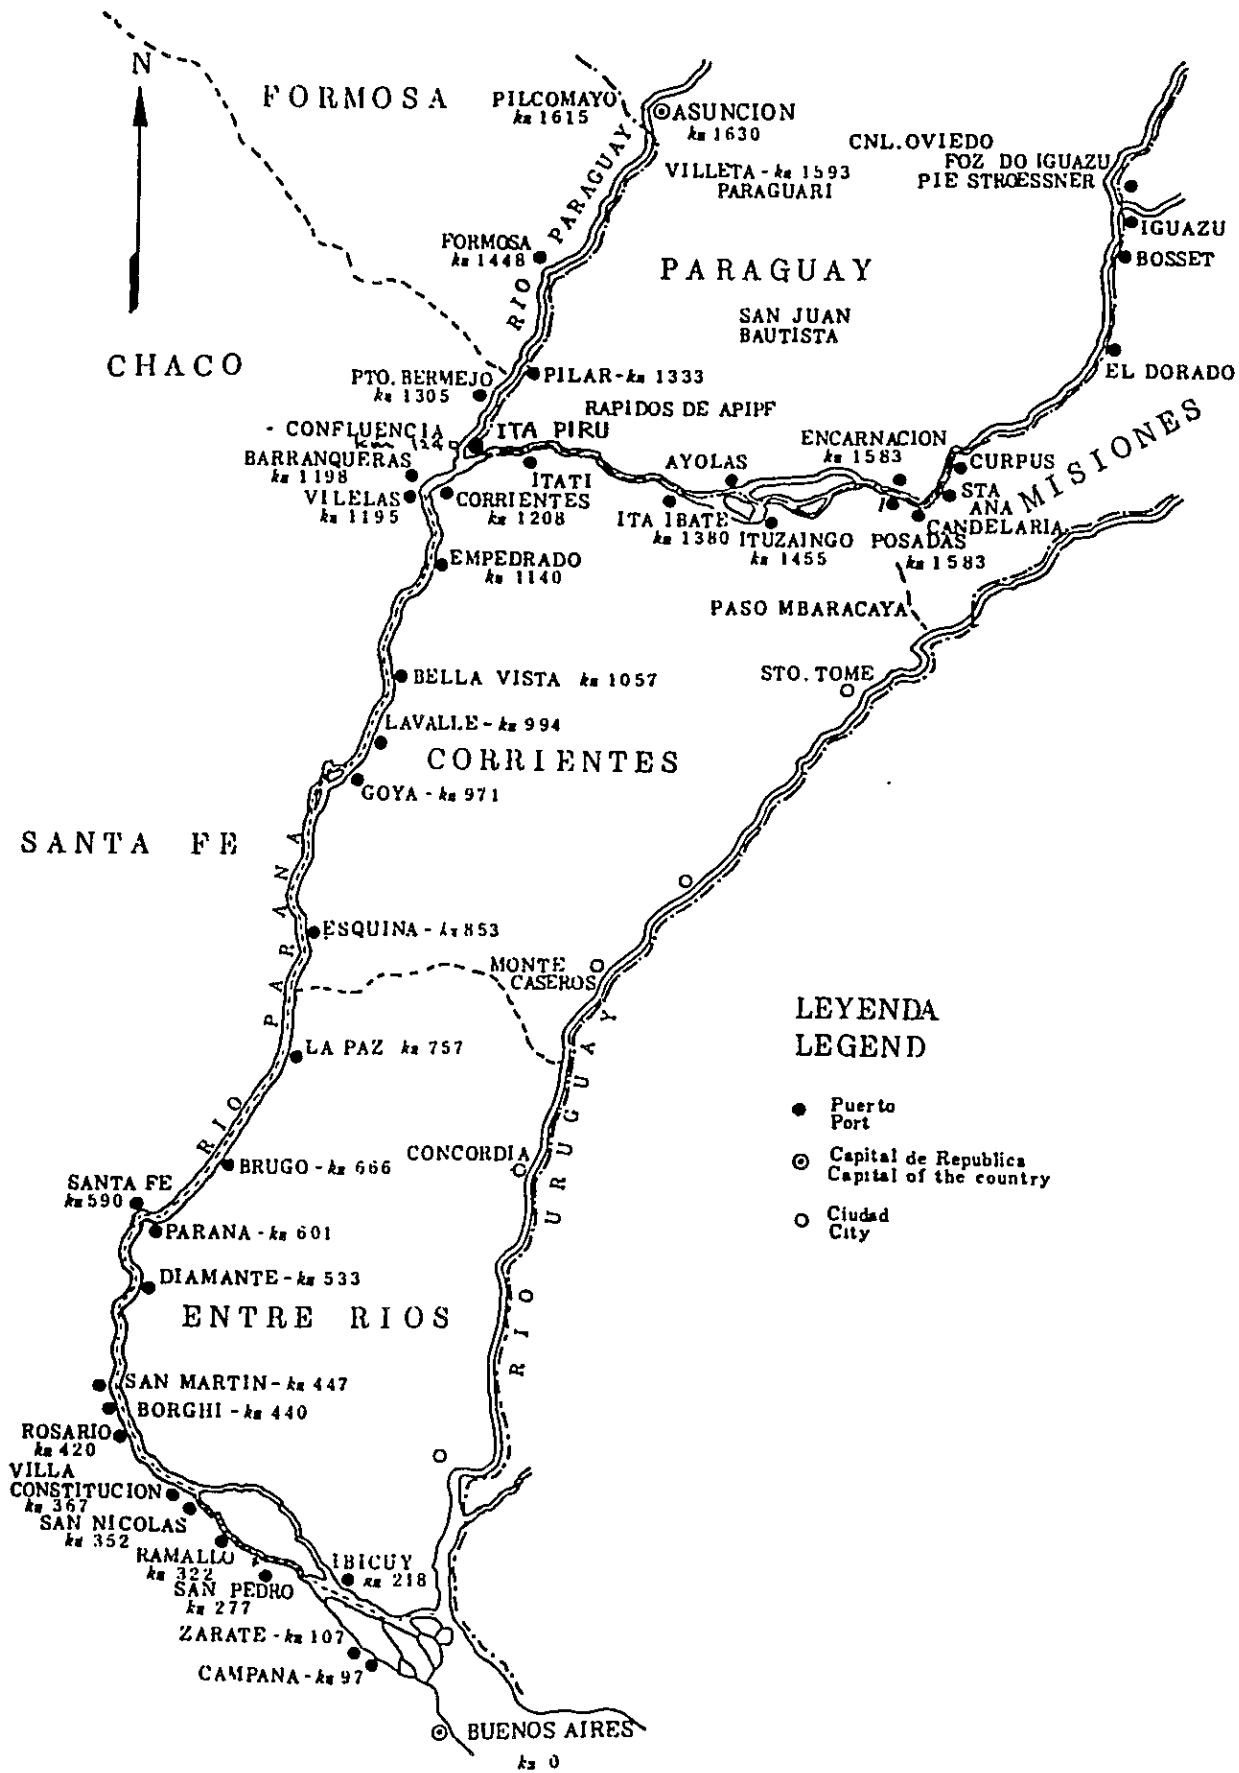 N
FORMOSA
PILCOMAYO
km 1615
ASUNCION
km 1630
VILLETA - km 1593
PARAGUARI
CNL. OVIEDO
FOZ DO IGUAZU
PTE STROESSNER
IGUAZU
BOSSET
FORMOSA
km 1448
RIO PARAGUAY
PARAGUAY
SAN JUAN
BAUTISTA
CHACO
EL DORADO
PTO. BERMEJO
km 1305
PILAR - km 1333
RAPIDOS DE APIPE
- CONFLUENCIA
ITA PIRU
BARRANQUERAS
km 1198
VILELAS
km 1195
ITATI
CORRIENTES
km 1208
AYOLAS
ENCARNACION
km 1583
CURPUS
MISIONES
STA
ANA
CANDELARIA
ITA IBATE
km 1380
ITUZAINGO
km 1455
POSADAS
km 1583
EMPEDRADO
km 1140
PASO MBARACAYA
BELLA VISTA km 1057
STO. TOME
LAVALLE - km 994
CORRIENTES
GOYA - km 971
SANTA FE
RIO PARANA
ESQUINA - km 853
MONTE
CASEROS
LEYENDA
LEGEND
LA PAZ km 757
Puerto
Port
Capital de Republica
Capital of the country
Ciudad
City
CONCORDIA
RIO URUGUAY
BRUGO - km 666
SANTA FE
km 590
PARANA - km 601
DIAMANTE - km 533
ENTRE RIOS
SAN MARTIN - km 447
BORGHI - km 440
ROSARIO
km 420
VILLA
CONSTITUCION
km 367
SAN NICOLAS
km 352
RAMALLO
km 322
SAN PEDRO
km 277
IBICUY
km 218
ZARATE - km 107
CAMPANA - km 97
BUENOS AIRES
km 0